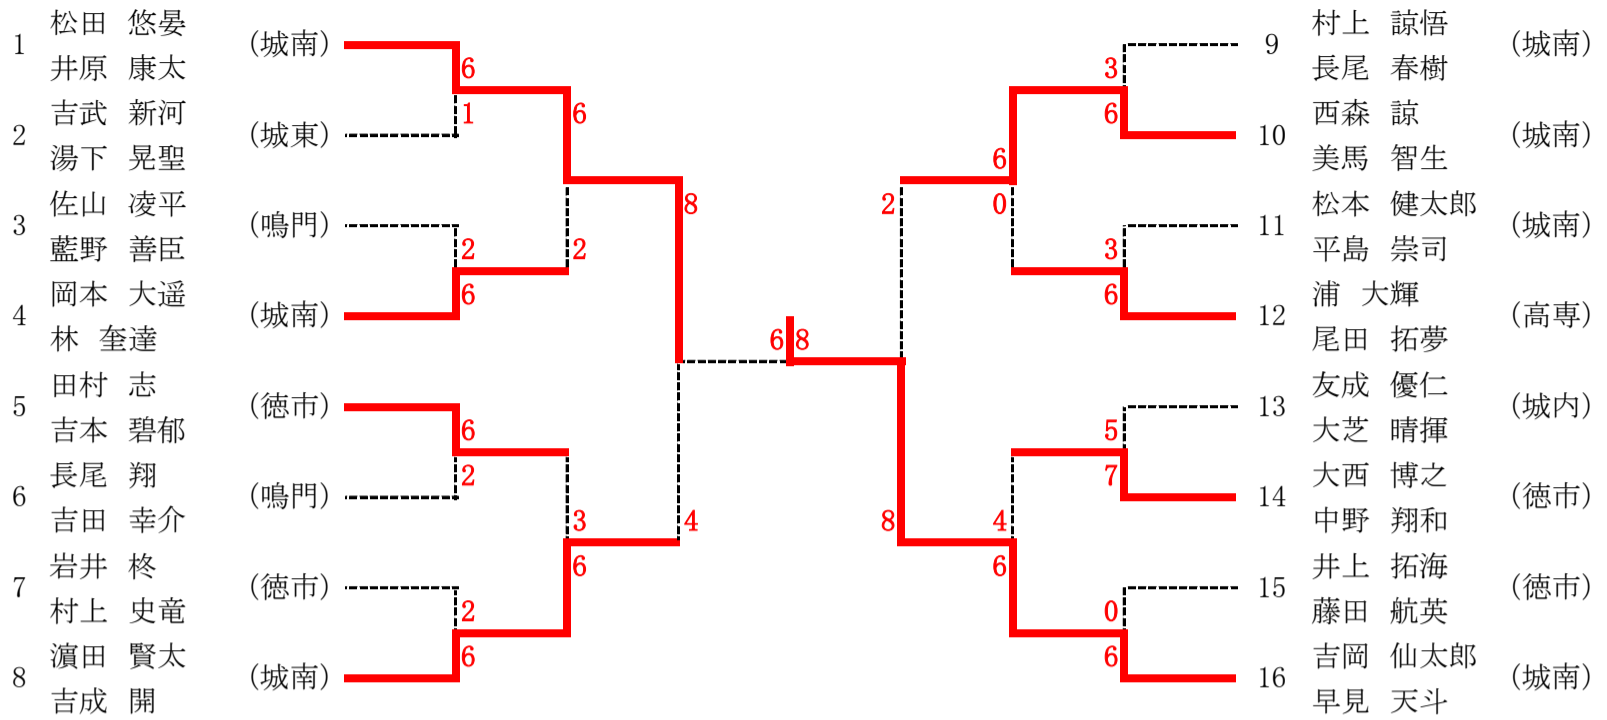 松田 悠晏
1 (城南)
井原 康太
6
吉武 新河
1 6
2 (城東)
湯下 晃聖
佐山 凌平
8
3 (鳴門)
藍野 善臣
2 2
岡本 大遥
6
4 (城南)
林 奎達
田村 志
5 (徳市)
吉本 碧郁
6
長尾 翔
2
6 (鳴門)
吉田 幸介
3 4
岩井 柊
6
7 (徳市)
村上 史竜
2
濵田 賢太
6
8 (城南)
吉成 開
6 8
村上 諒悟
9 (城南)
長尾 春樹
3
西森 諒
6
10 (城南)
美馬 智生
6
松本 健太郎
2 0
11 (城南)
平島 崇司
3
浦 大輝
6
12 (高専)
尾田 拓夢
友成 優仁
13 (城内)
大芝 晴揮
5
大西 博之
7
14 (徳市)
中野 翔和
8 4
井上 拓海
6
15 (徳市)
藤田 航英
0
吉岡 仙太郎
6
16 (城南)
早見 天斗